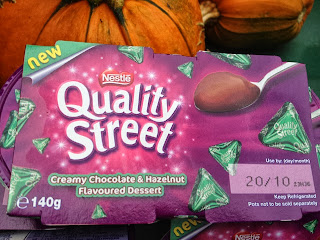 new
Nestlé
Quality
Street
Creamy Chocolate & Hazelnut
Flavoured Dessert
e140g
Use by: (day/month)
20/10
Keep Refrigerated
Pots not to be sold separately
new